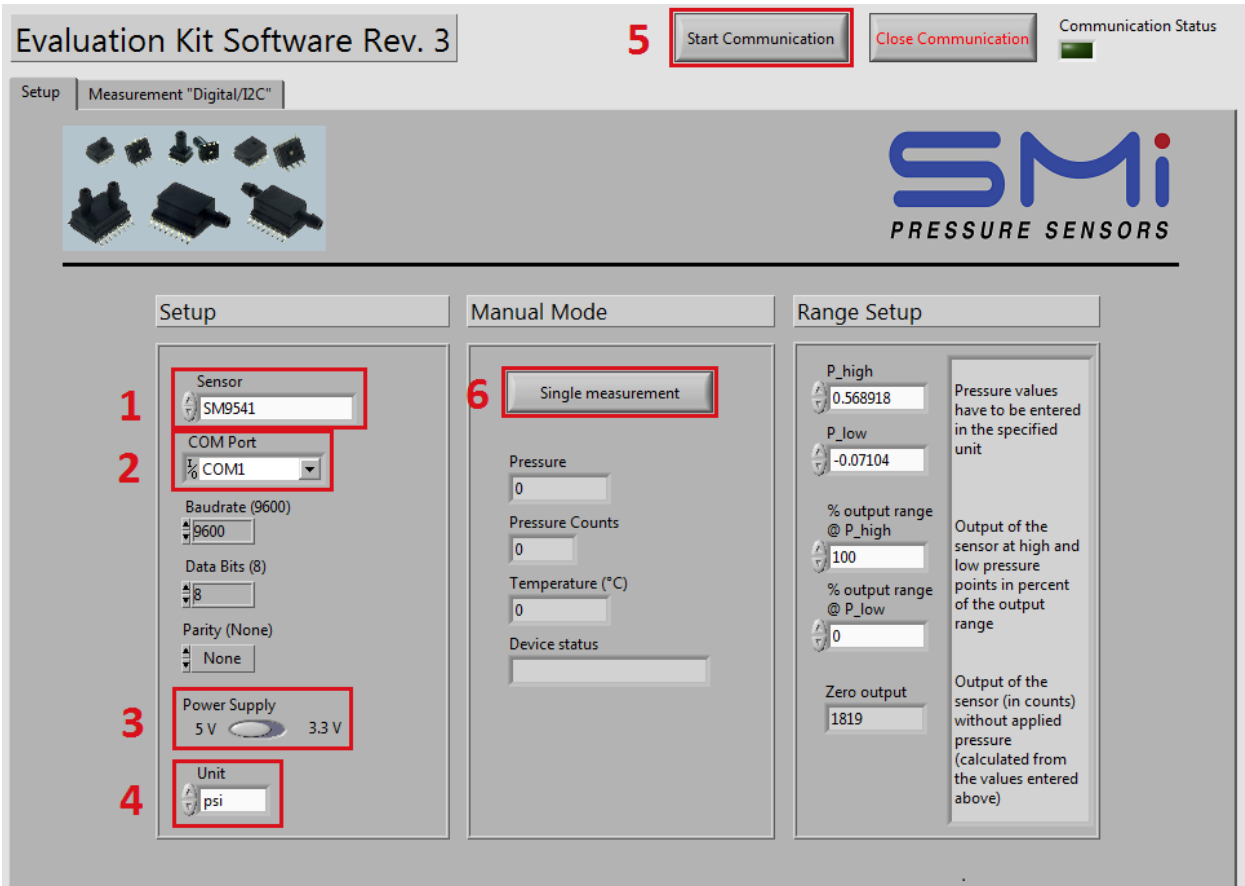 Evaluation Kit Software Rev. 3
5
Start Communication
Close Communication
Communication Status
Setup
Measurement "Digital/I2C"
SMi
PRESSURE SENSORS
Setup
1
Sensor
SM9541
2
COM Port
I/O
COM1
Baudrate (9600)
9600
Data Bits (8)
8
Parity (None)
None
3
Power Supply
5 V
3.3 V
4
Unit
psi
Manual Mode
6
Single measurement
Pressure
0
Pressure Counts
0
Temperature (°C)
0
Device status
Range Setup
P_high
0.568918
P_low
-0.07104
% output range
@ P_high
100
% output range
@ P_low
0
Zero output
1819
Pressure values
have to be entered
in the specified
unit
Output of the
sensor at high and
low pressure
points in percent
of the output
range
Output of the
sensor (in counts)
without applied
pressure
(calculated from
the values entered
above)